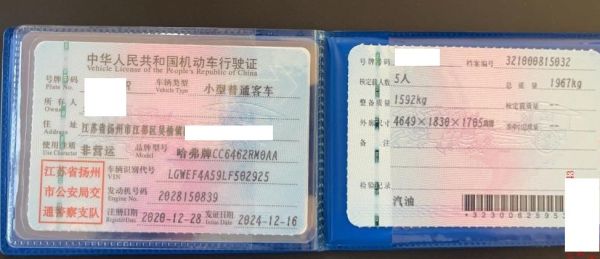 中华人民共和国机动车行驶证
Vehicle License of the People's Republic of China
号牌号码
Plate No.
车辆类型
Vehicle Type
小型普通客车
所有人
Owner
住址
Address
江苏省扬州市江都区吴桥镇
使用性质
Use Character
非营运
品牌型号
Model
哈弗牌CC6462RM0AA
江苏省扬州
市公安局交
通警察支队
车辆识别代号
VIN
LGWEF4A59LF502925
发动机号码
Engine No.
2028150839
注册日期
Register Date
2020-12-28
发证日期
Issue Date
2024-12-16
号牌号码
档案编号
321000815032
核定载人数
5人
总质量
1967kg
整备质量
1592kg
核定载质量
外廓尺寸
4649×1830×1705
准牵引总质量
备注
检验记录
汽油